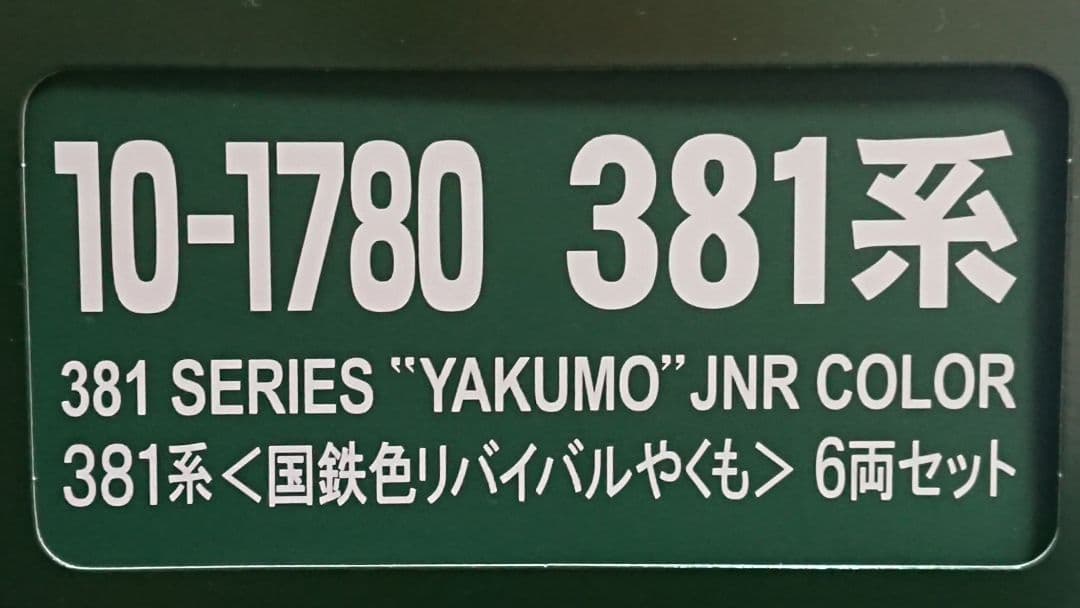 10-1780 381系
381 SERIES “YAKUMO” JNR COLOR
381系＜国鉄色リバイバルやくも＞ 6両セット